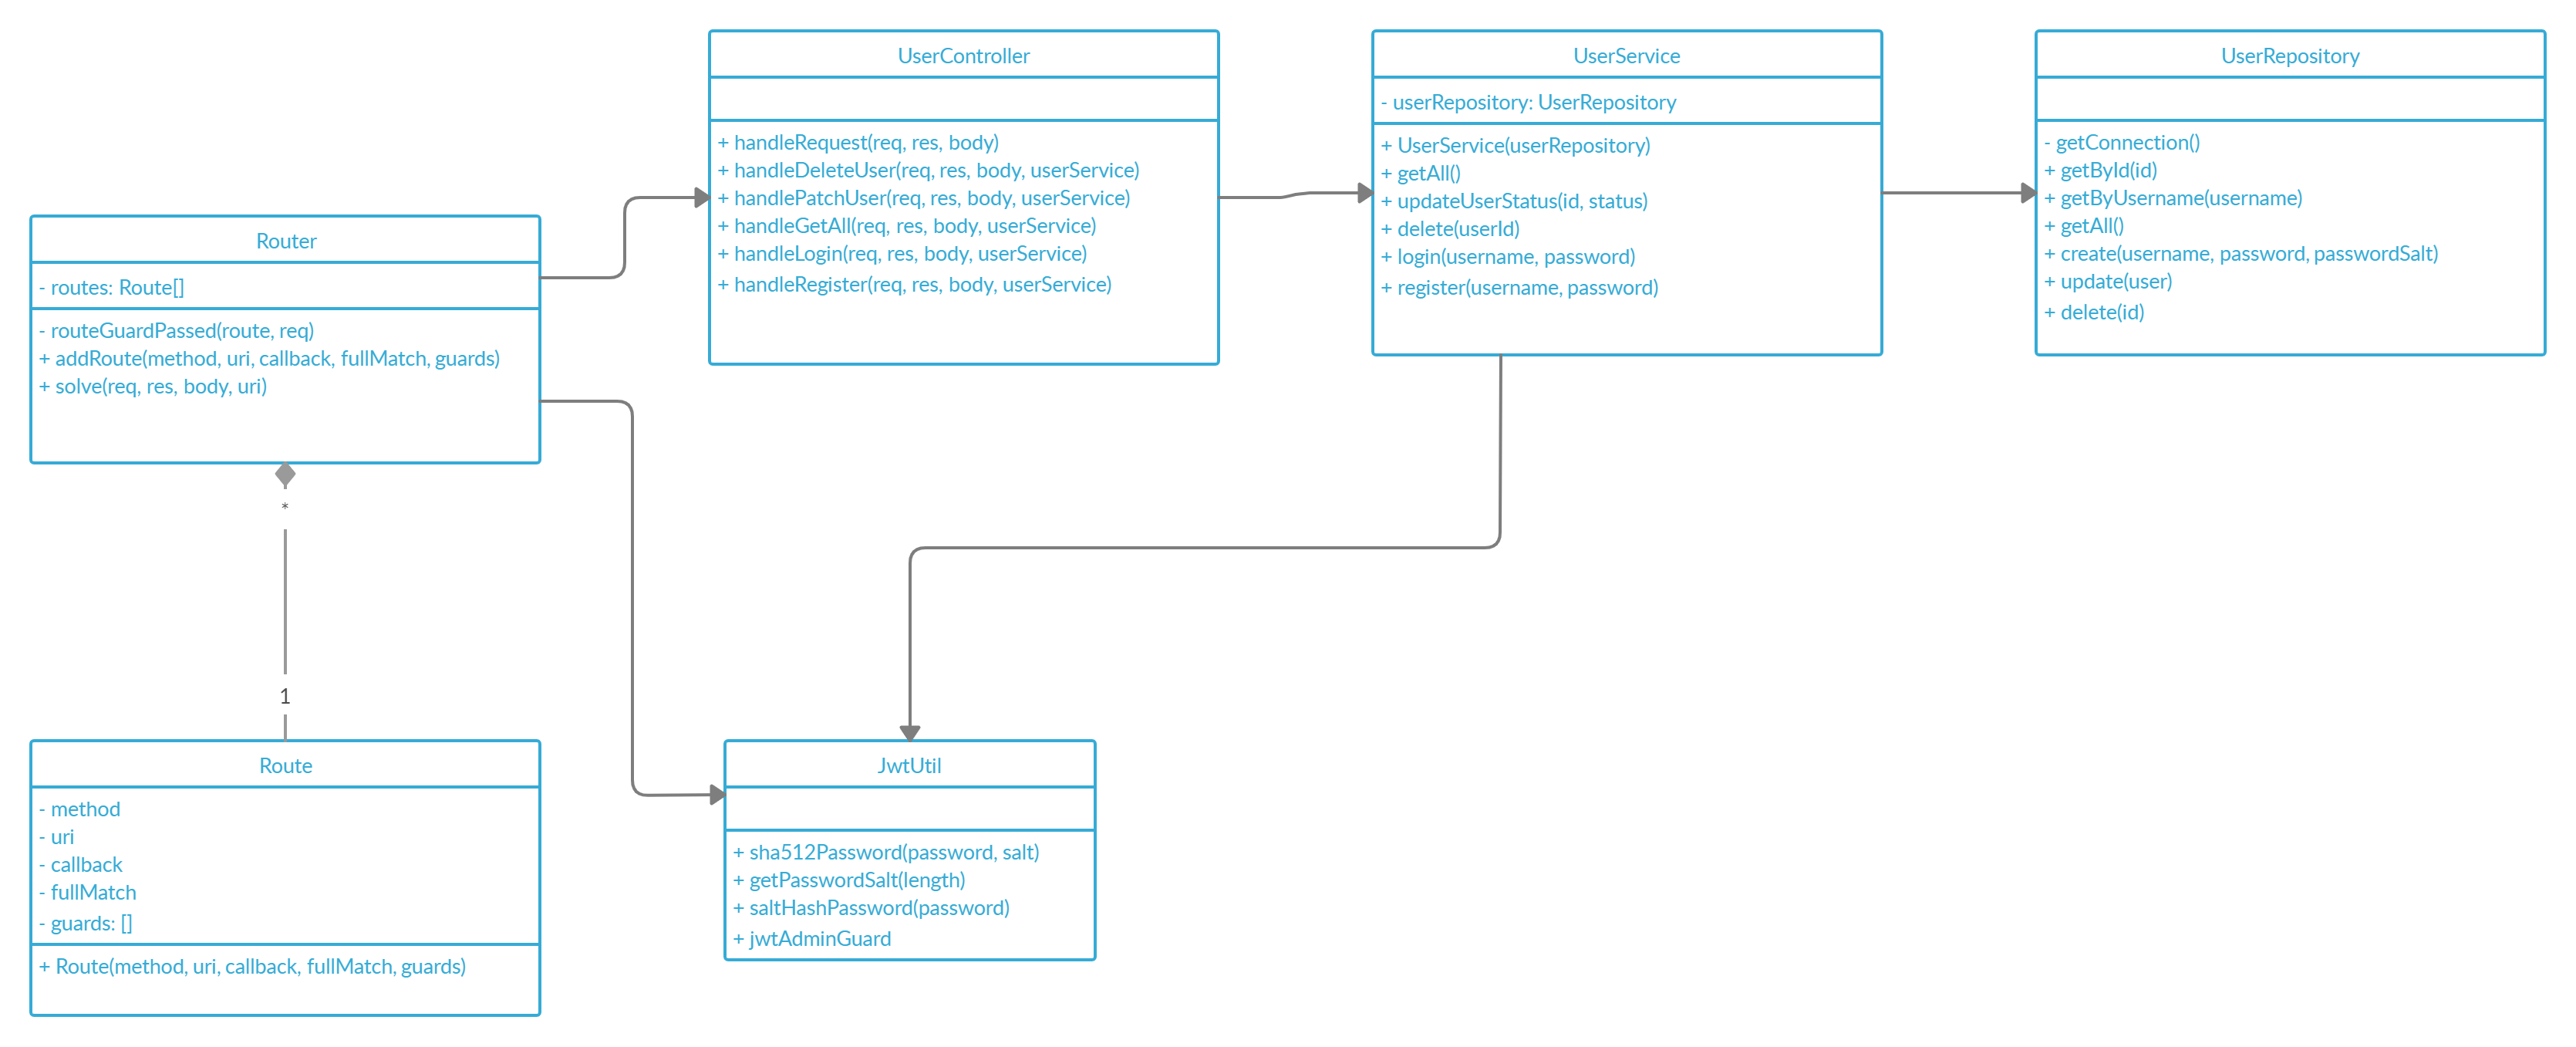 UserController
+ handleRequest(req, res, body)
+ handleDeleteUser(req, res, body, userService)
+ handlePatchUser(req, res, body, userService)
+ handleGetAll(req, res, body, userService)
+ handleLogin(req, res, body, userService)
+ handleRegister(req, res, body, userService)
UserService
- userRepository: UserRepository
+ UserService(userRepository)
+ getAll()
+ updateUserStatus(id, status)
+ delete(userId)
+ login(username, password)
+ register(username, password)
UserRepository
- getConnection()
+ getById(id)
+ getByUsername(username)
+ getAll()
+ create(username, password, passwordSalt)
+ update(user)
+ delete(id)
Router
- routes: Route[]
- routeGuardPassed(route, req)
+ addRoute(method, uri, callback, fullMatch, guards)
+ solve(req, res, body, uri)
*
1
Route
- method
- uri
- callback
- fullMatch
- guards: []
+ Route(method, uri, callback, fullMatch, guards)
JwtUtil
+ sha512Password(password, salt)
+ getPasswordSalt(length)
+ saltHashPassword(password)
+ jwtAdminGuard